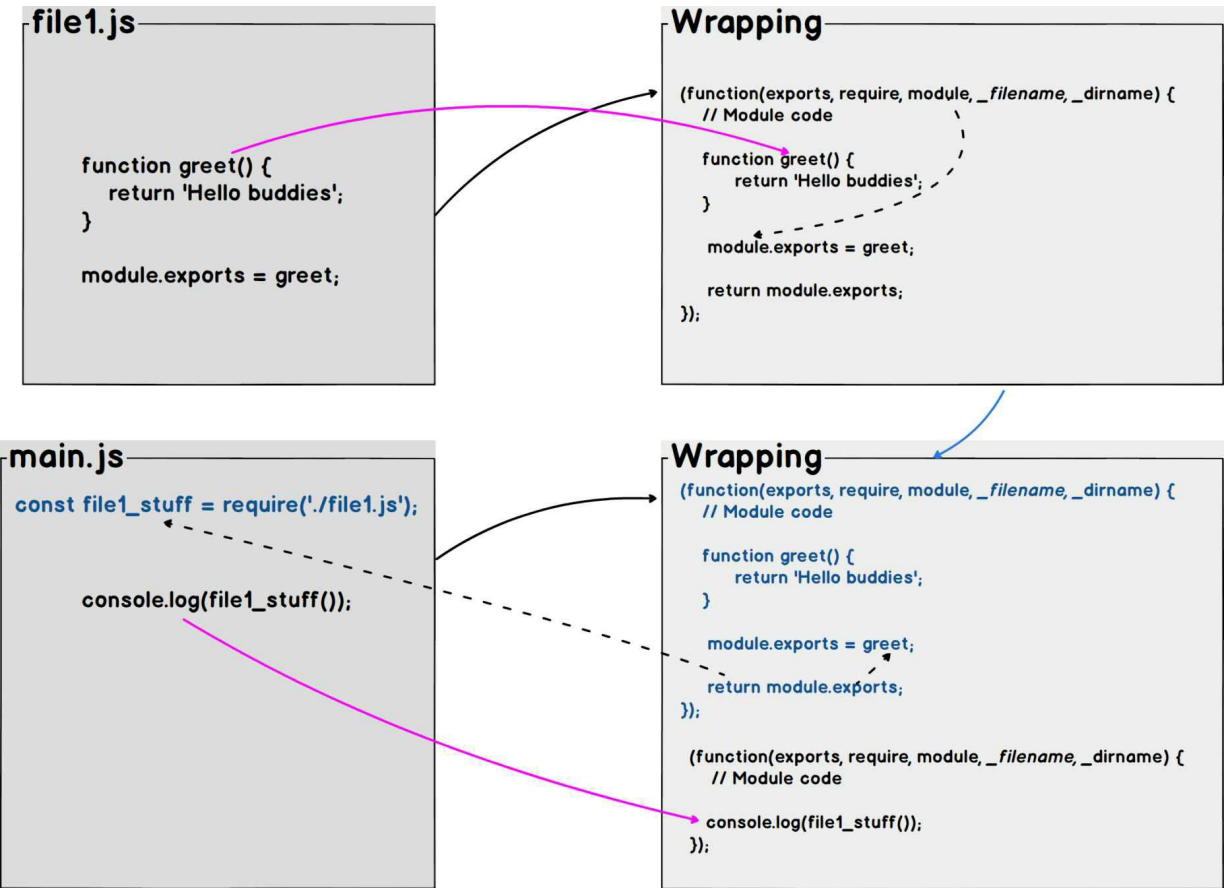 file1.js
function greet() {
return 'Hello buddies';
}
module.exports = greet;
Wrapping
(function(exports, require, module, _filename, _dirname) {
// Module code
function greet() {
return 'Hello buddies';
}
module.exports = greet;
return module.exports;
});
main.js
const file1_stuff = require('./file1.js');
console.log(file1_stuff());
Wrapping
(function(exports, require, module, _filename, _dirname) {
// Module code
function greet() {
return 'Hello buddies';
}
module.exports = greet;
return module.exports;
});
(function(exports, require, module, _filename, _dirname) {
// Module code
console.log(file1_stuff());
});